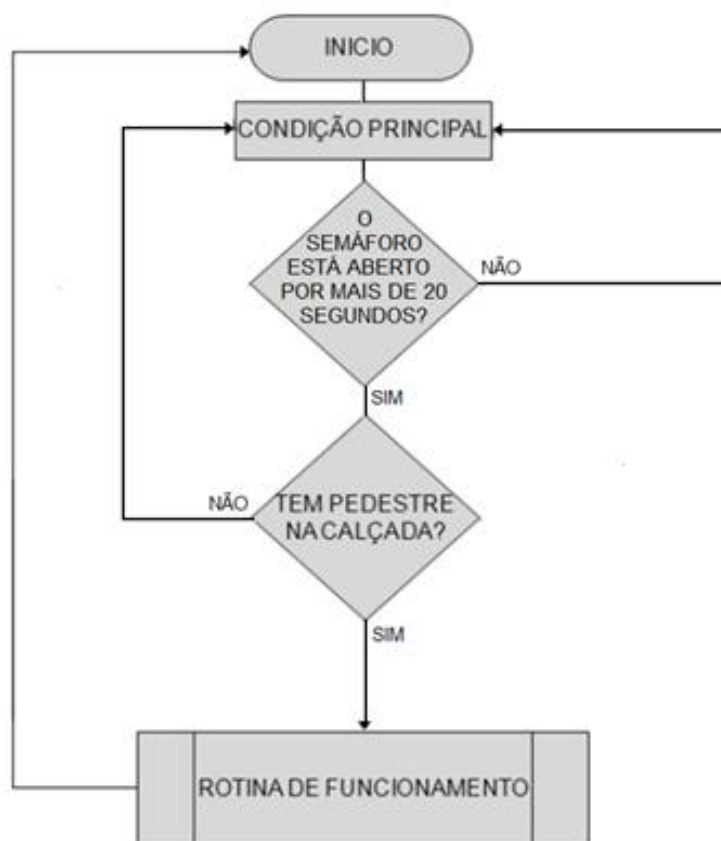 INICIO
CONDIÇÃO PRINCIPAL
O
SEMÁFORO
ESTÁ ABERTO
POR MAIS DE 20
SEGUNDOS?
NÃO
SIM
NÃO
TEM PEDESTRE
NA CALÇADA?
SIM
ROTINA DE FUNCIONAMENTO